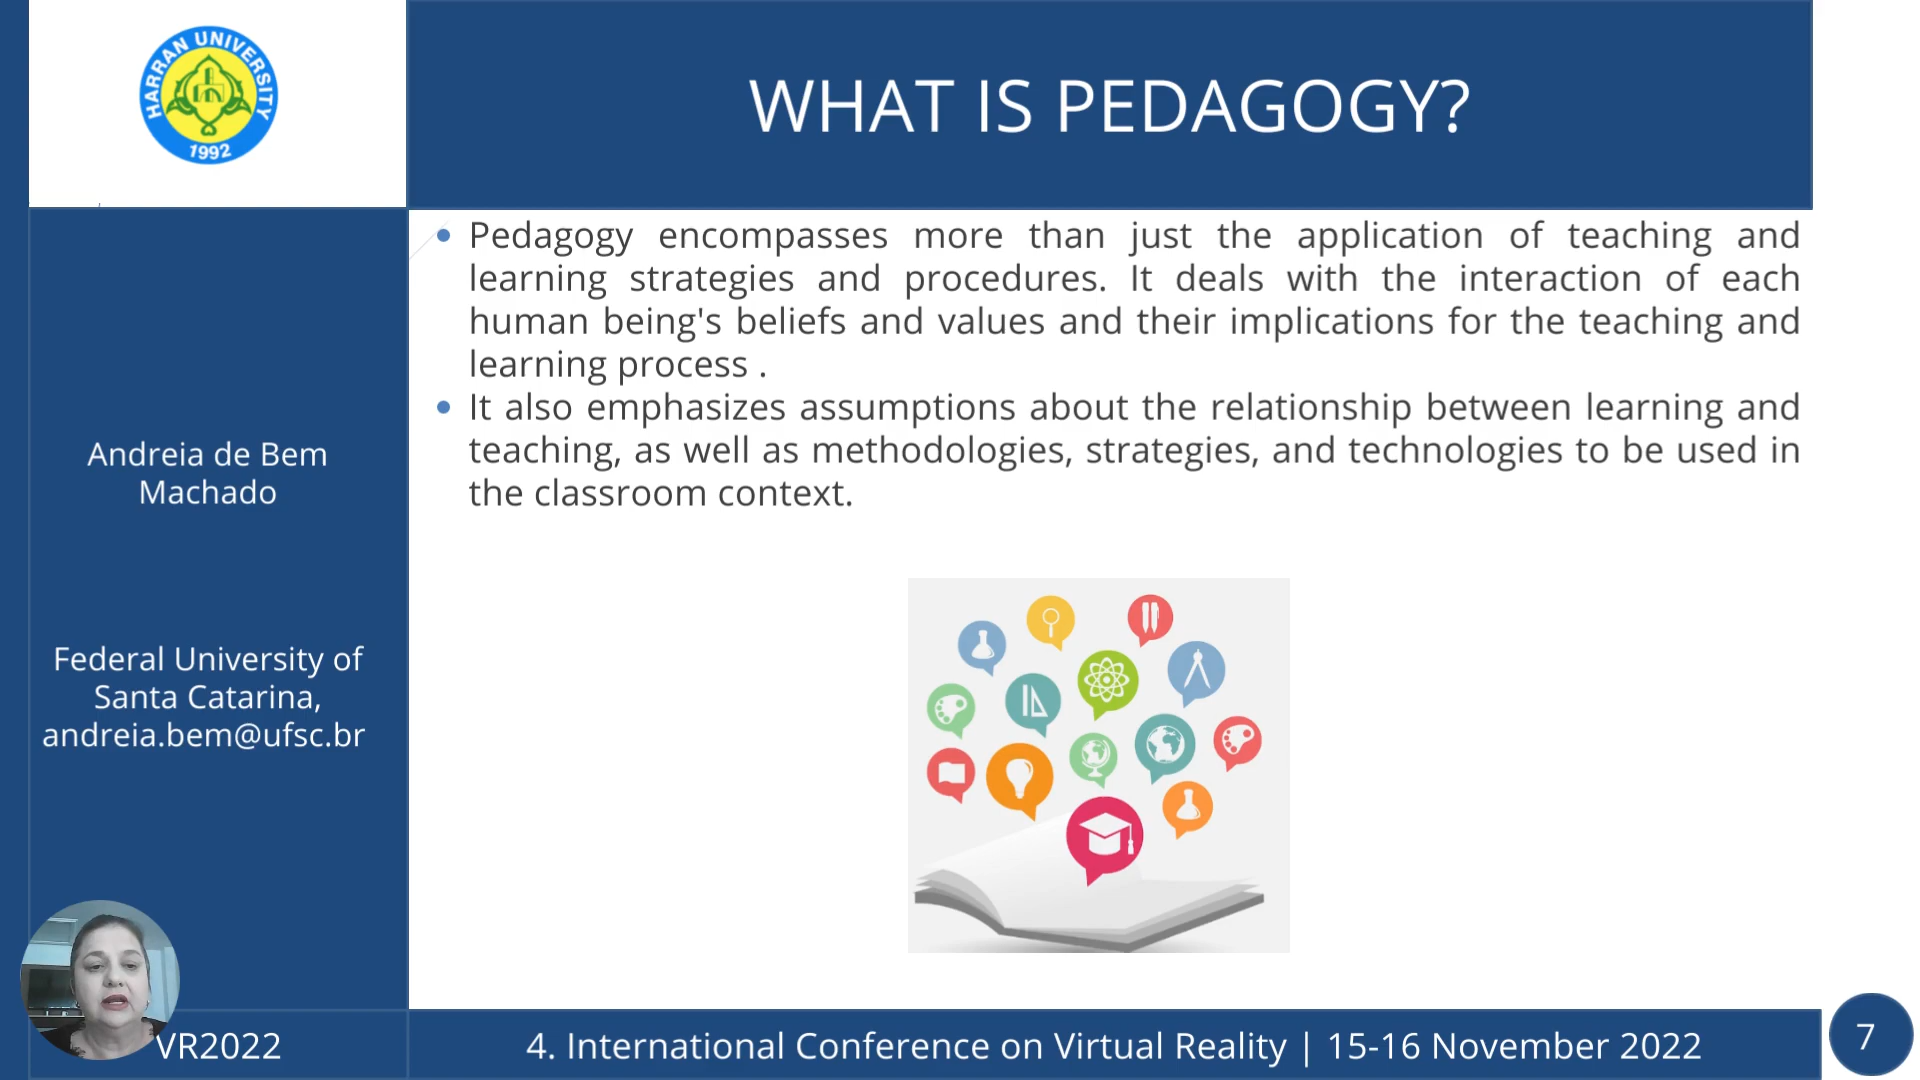 HARRAN UNIVERSITY
1992
WHAT IS PEDAGOGY?
• Pedagogy encompasses more than just the application of teaching and
learning strategies and procedures. It deals with the interaction of each
human being's beliefs and values and their implications for the teaching and
learning process .
• It also emphasizes assumptions about the relationship between learning and
teaching, as well as methodologies, strategies, and technologies to be used in
the classroom context.
Andreia de Bem
Machado
Federal University of
Santa Catarina,
andreia.bem@ufsc.br
VR2022
4. International Conference on Virtual Reality | 15-16 November 2022
7